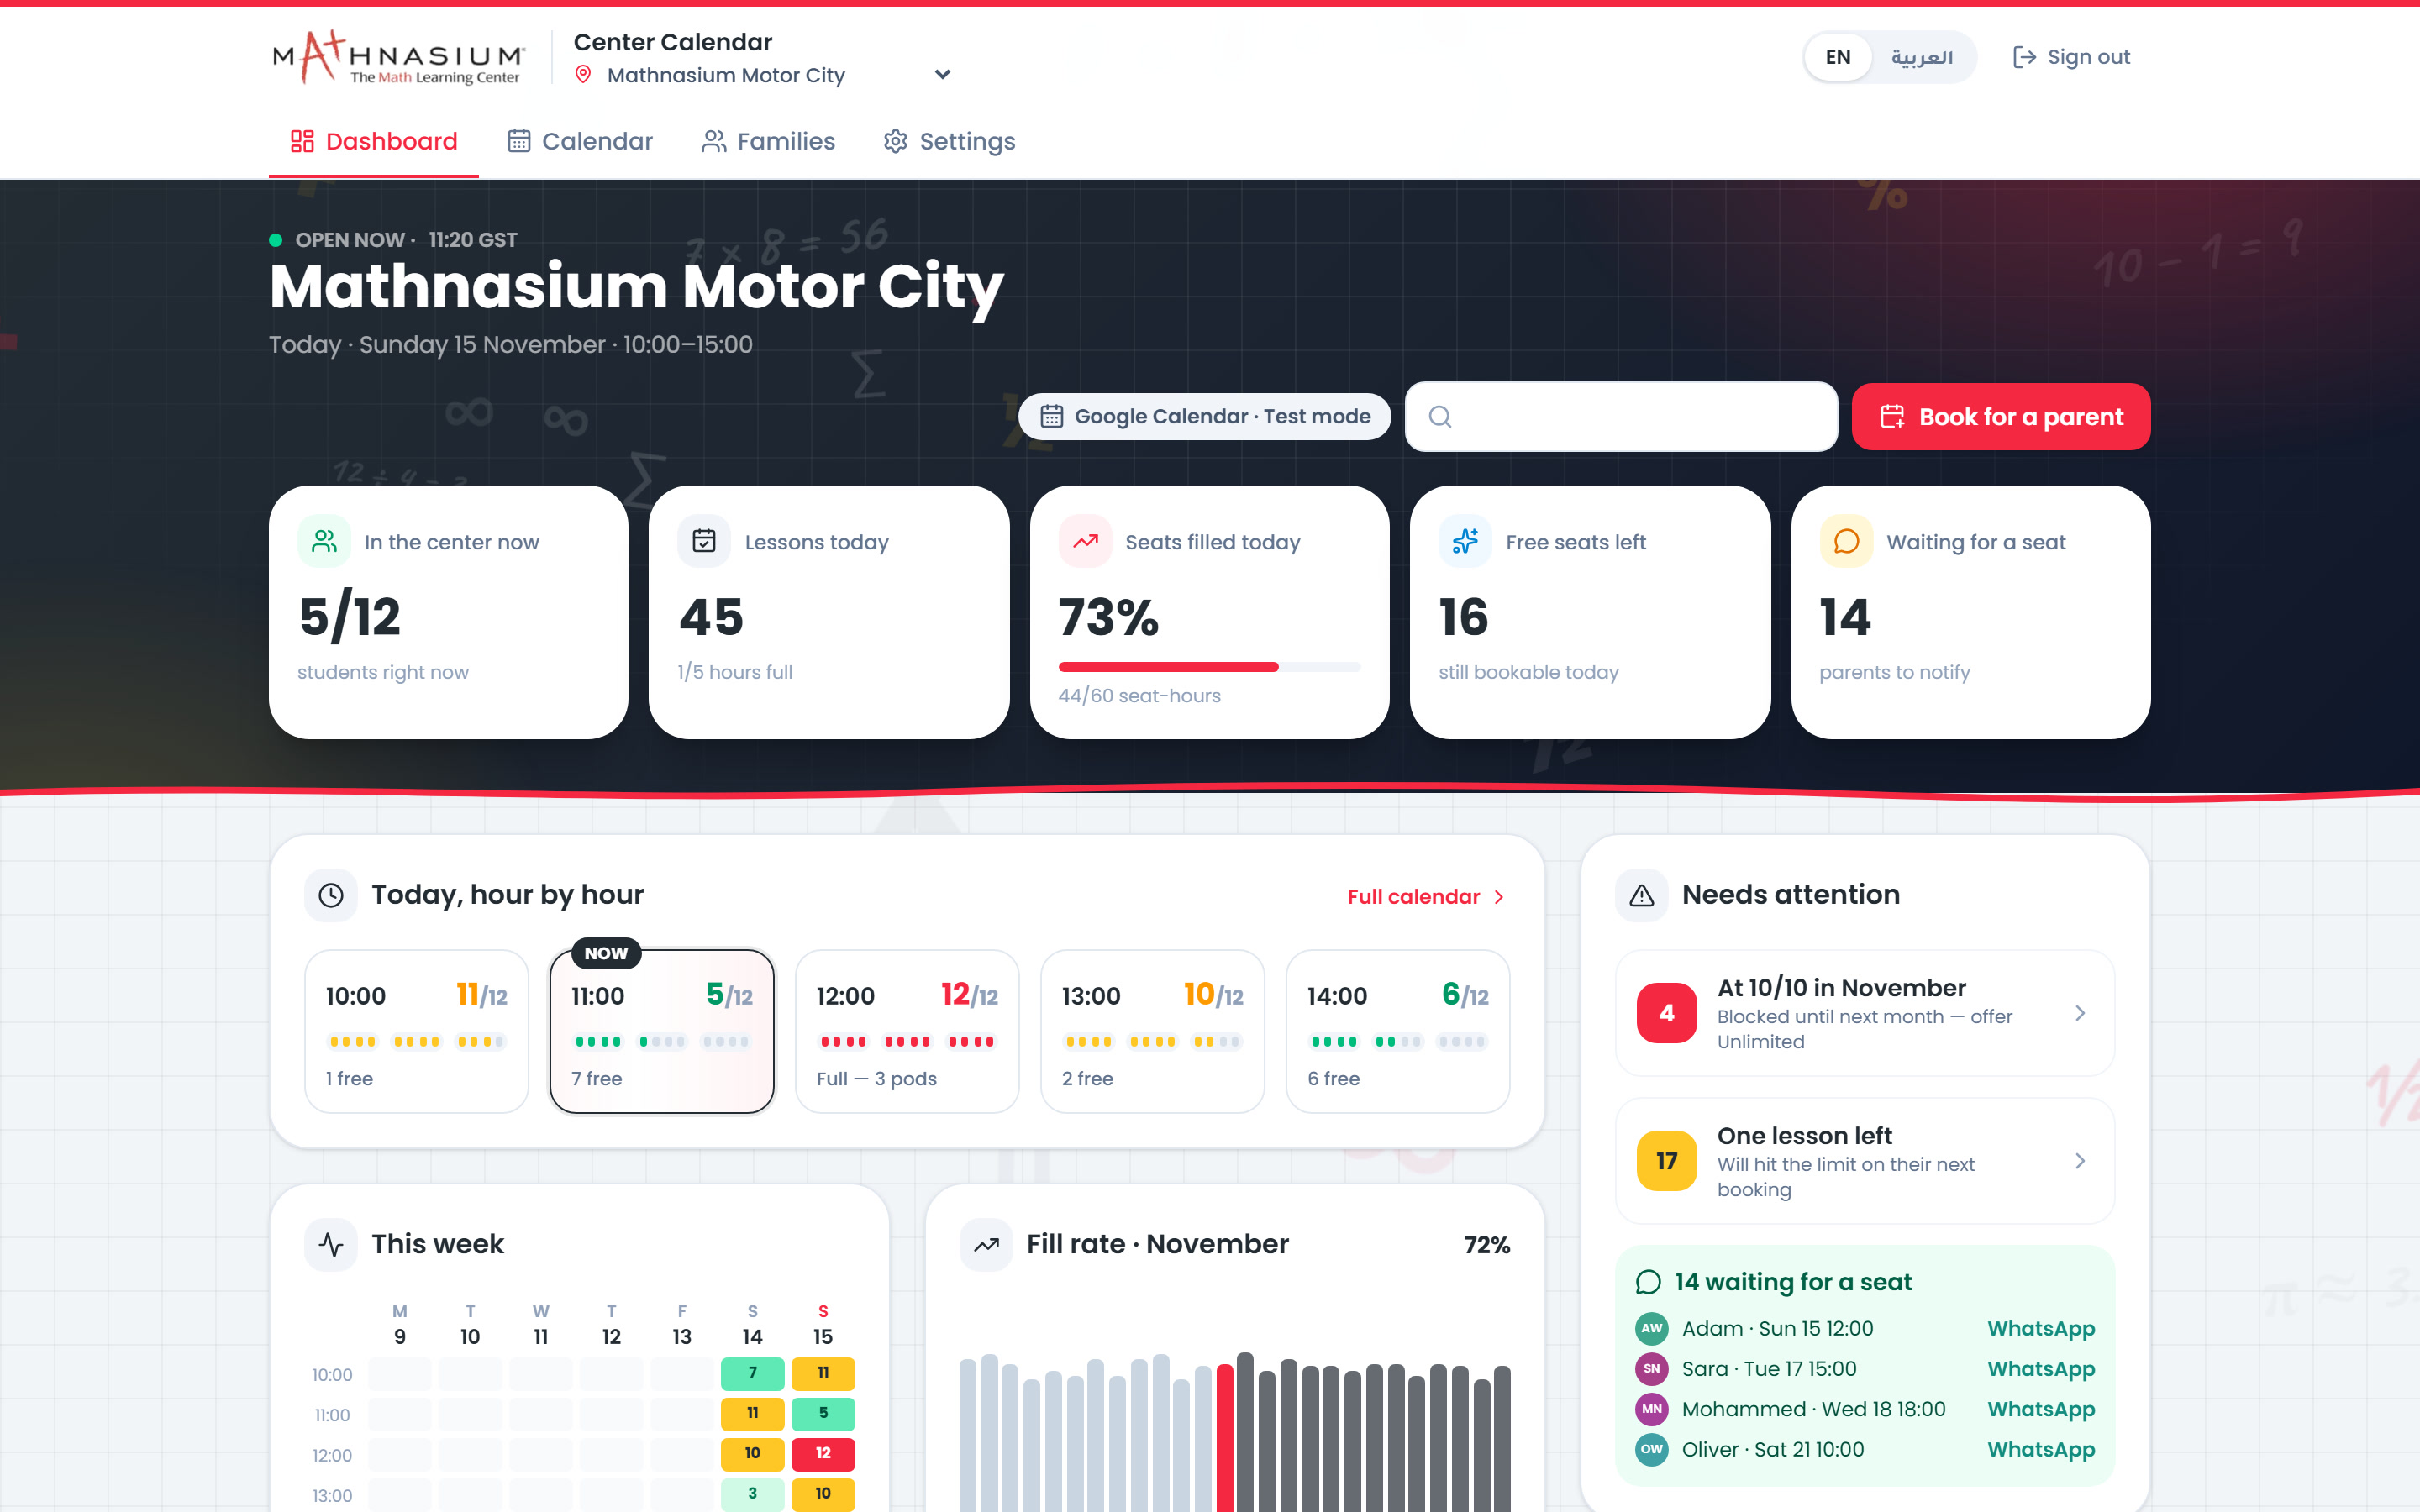 MATHNASIUM
The Math Learning Center
Center Calendar
Mathnasium Motor City
EN
العربية
Sign out
Dashboard
Calendar
Families
Settings
OPEN NOW · 11:20 GST
7 × 8 = 56
10 − 1 = 9
%
Mathnasium Motor City
Today · Sunday 15 November · 10:00–15:00
∑
∞ ∞
Google Calendar · Test mode
Book for a parent
∑
In the center now
5/12
students right now
Lessons today
45
1/5 hours full
Seats filled today
73%
44/60 seat-hours
Free seats left
16
still bookable today
Waiting for a seat
14
parents to notify
Today, hour by hour
Full calendar
10:00 11/12
1 free
NOW
11:00 5/12
7 free
12:00 12/12
Full — 3 pods
13:00 10/12
2 free
14:00 6/12
6 free
Needs attention
4
At 10/10 in November
Blocked until next month — offer
Unlimited
17
One lesson left
Will hit the limit on their next
booking
14 waiting for a seat
AW Adam · Sun 15 12:00 WhatsApp
SN Sara · Tue 17 15:00 WhatsApp
MN Mohammed · Wed 18 18:00 WhatsApp
OW Oliver · Sat 21 10:00 WhatsApp
This week
M T W T F S S
9 10 11 12 13 14 15
10:00 7 11
11:00 11 5
12:00 10 12
13:00 3 10
Fill rate · November
72%
π ≈ 3.